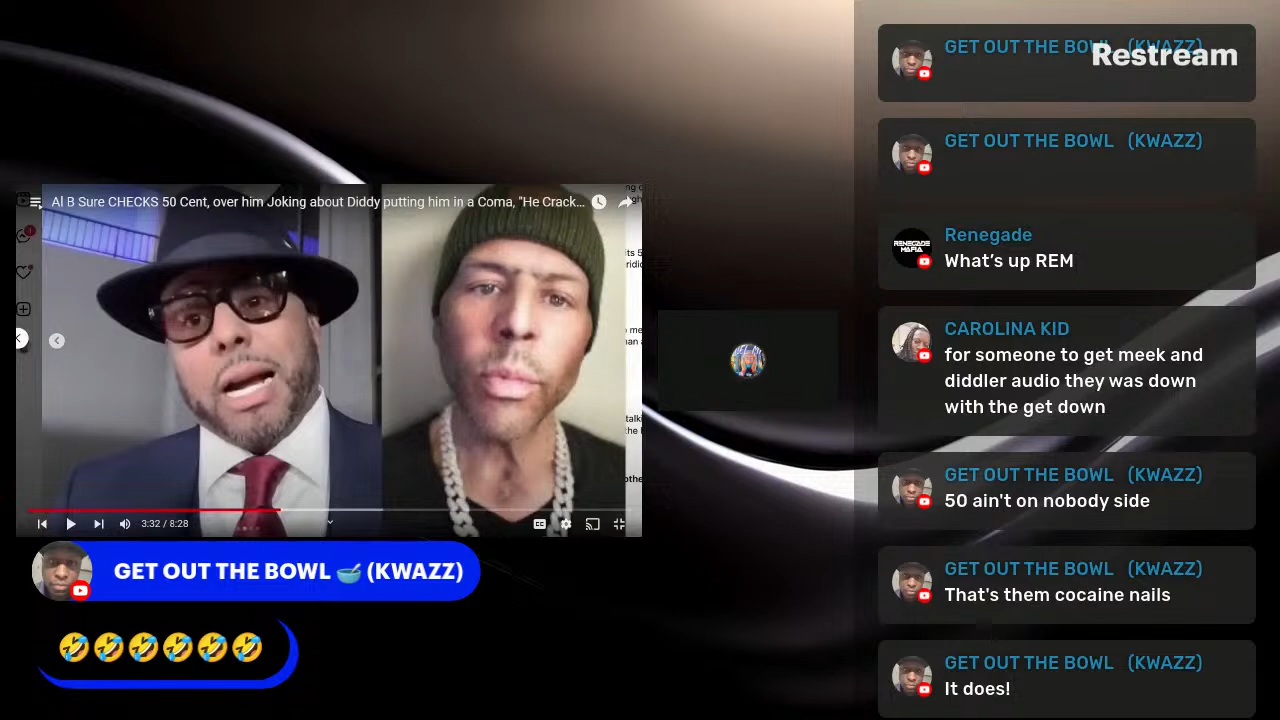 Al B Sure CHECKS 50 Cent, over him Joking about Diddy putting him in a Coma, "He Crack...
3:32 / 8:28
CC
GET OUT THE BOWL 🥣 (KWAZZ)
🤣🤣🤣🤣🤣🤣
Restream
GET OUT THE BOWL (KWAZZ)
GET OUT THE BOWL (KWAZZ)
Renegade
What's up REM
RENEGADE
MAFIA
CAROLINA KID
for someone to get meek and
diddler audio they was down
with the get down
GET OUT THE BOWL (KWAZZ)
50 ain't on nobody side
GET OUT THE BOWL (KWAZZ)
That's them cocaine nails
GET OUT THE BOWL (KWAZZ)
It does!